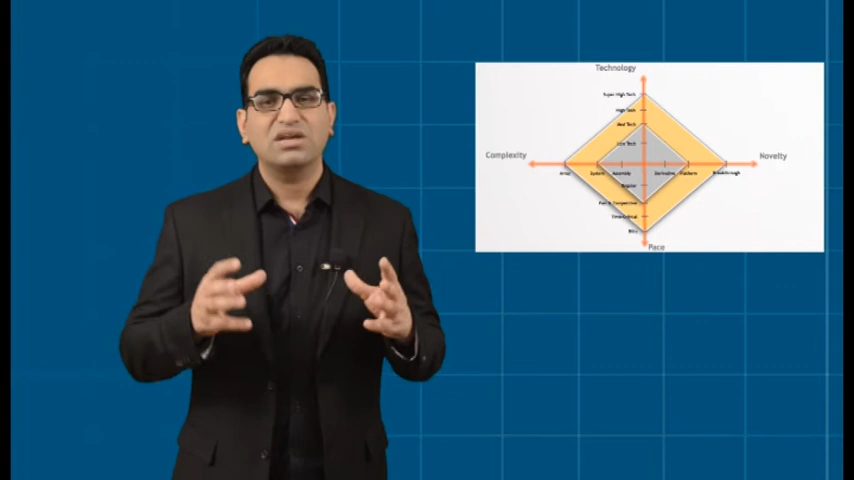 Technology
Super High Tech
High Tech
Med Tech
Low Tech
Complexity
Novelty
Array
System
Assembly
Derivative
Platform
Breakthrough
Regular
Fast & Competitive
Time-Critical
Blitz
Pace